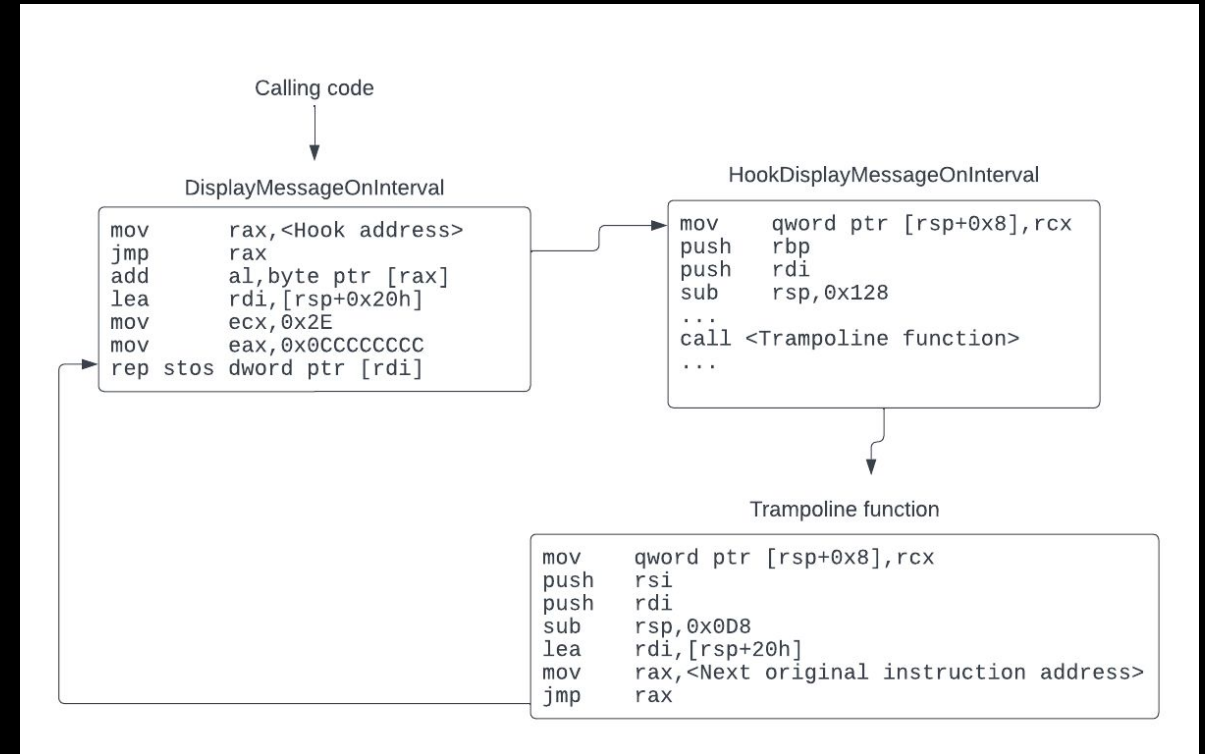 Calling code
DisplayMessageOnInterval
mov rax,<Hook address>
jmp rax
add al,byte ptr [rax]
lea rdi,[rsp+0x20h]
mov ecx,0x2E
mov eax,0x0CCCCCCCC
rep stos dword ptr [rdi]
HookDisplayMessageOnInterval
mov qword ptr [rsp+0x8],rcx
push rbp
push rdi
sub rsp,0x128
...
call <Trampoline function>
...
Trampoline function
mov qword ptr [rsp+0x8],rcx
push rsi
push rdi
sub rsp,0x0D8
lea rdi,[rsp+20h]
mov rax,<Next original instruction address>
jmp rax